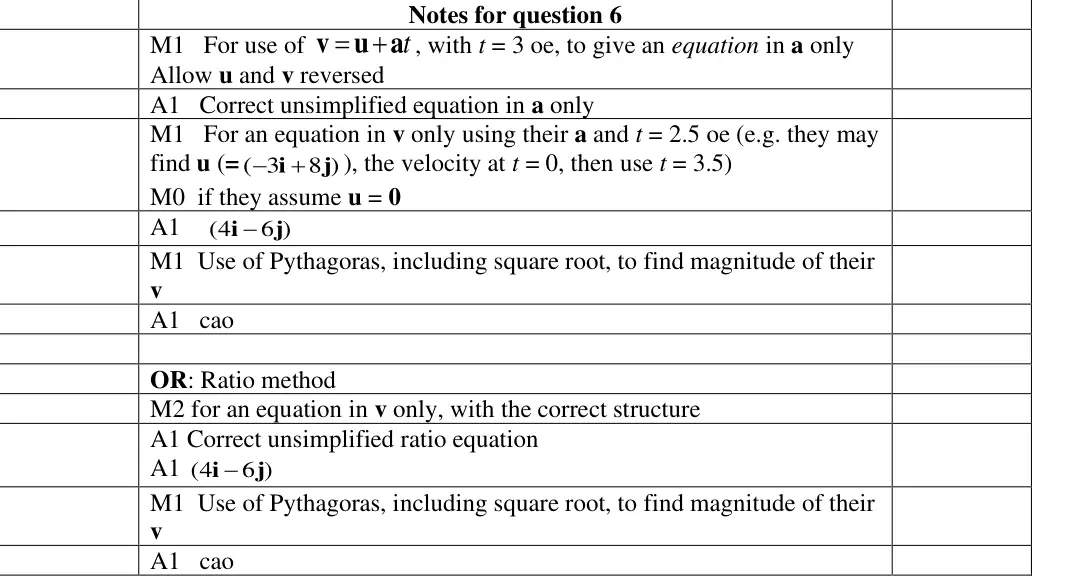 Notes for question 6
M1 For use of v = u + at, with t = 3 oe, to give an equation in a only
Allow u and v reversed
A1 Correct unsimplified equation in a only
M1 For an equation in v only using their a and t = 2.5 oe (e.g. they may
find u (= (−3i + 8j) ), the velocity at t = 0, then use t = 3.5)
M0 if they assume u = 0
A1 (4i − 6j)
M1 Use of Pythagoras, including square root, to find magnitude of their
v
A1 cao
OR: Ratio method
M2 for an equation in v only, with the correct structure
A1 Correct unsimplified ratio equation
A1 (4i − 6j)
M1 Use of Pythagoras, including square root, to find magnitude of their
v
A1 cao